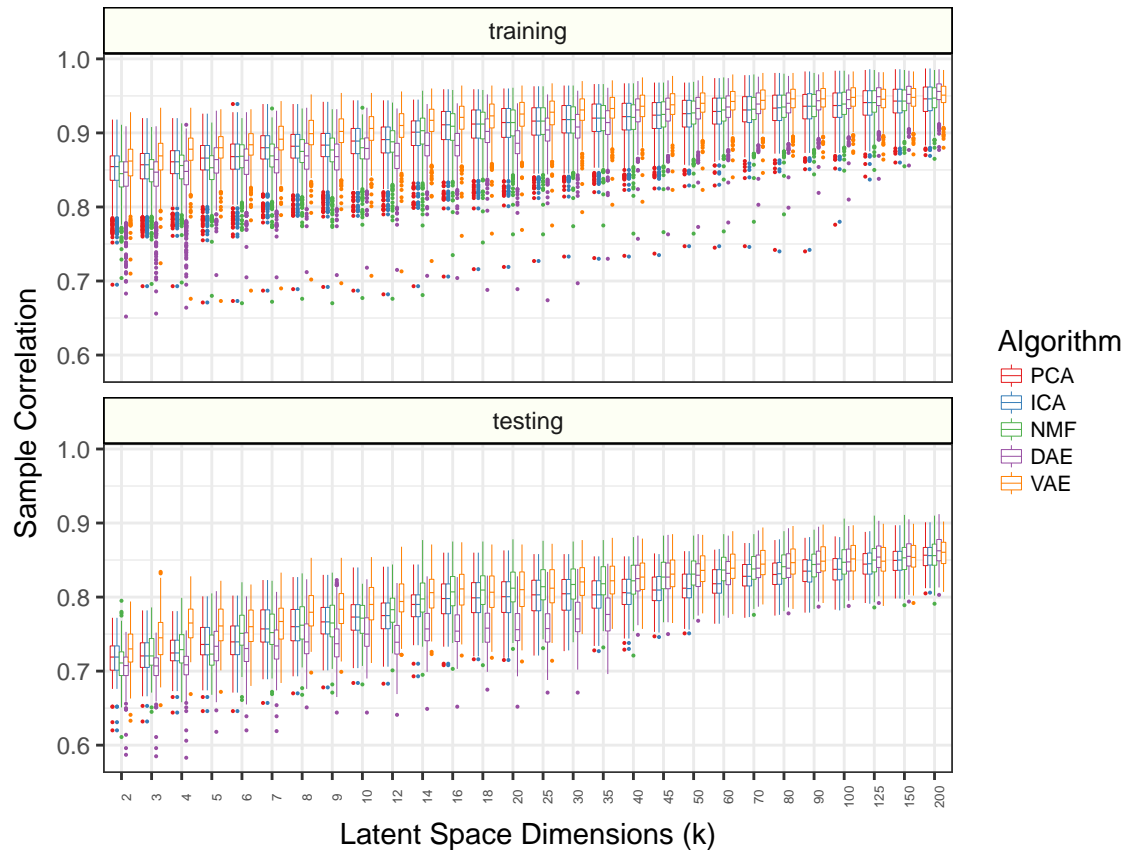 training
1.0
0.9
0.8
0.7
0.6
testing
1.0
0.9
0.8
0.7
0.6
Sample Correlation
2 3 4 5 6 7 8 9 10 12 14 16 18 20 25 30 35 40 45 50 60 70 80 90 100 125 150 200
Latent Space Dimensions (k)
Algorithm
PCA
ICA
NMF
DAE
VAE